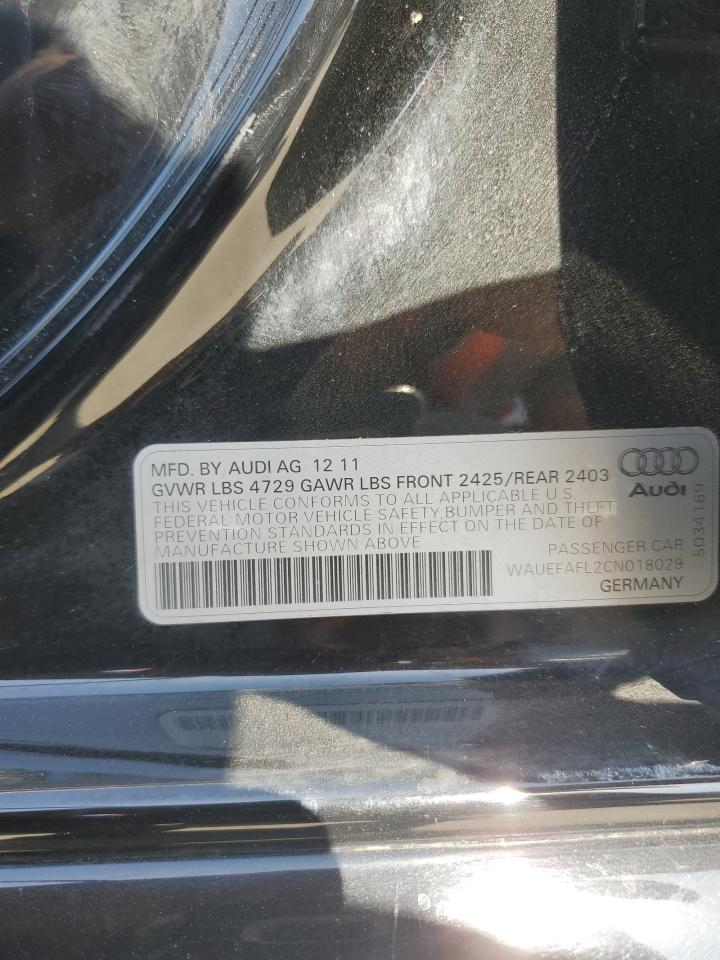 MFD. BY AUDI AG 12 11
GVWR LBS 4729 GAWR LBS FRONT 2425/REAR 2403
THIS VEHICLE CONFORMS TO ALL APPLICABLE U S
FEDERAL MOTOR VEHICLE SAFETY,BUMPER AND THEFT
PREVENTION STANDARDS IN EFFECT ON THE DATE OF
MANUFACTURE SHOWN ABOVE
PASSENGER CAR
WAUEFAFL2CN018029
GERMANY
Audi
5034169